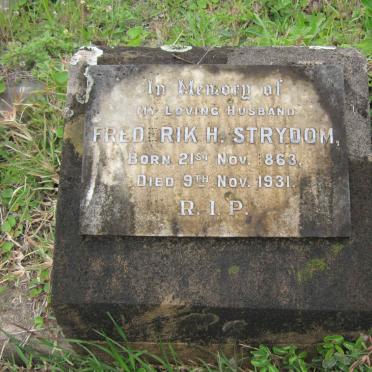 In Memory of
MY LOVING HUSBAND
FREDERIK H. STRYDOM,
BORN 21ST NOV. 1863,
DIED 9TH NOV. 1931.
R.I.P.